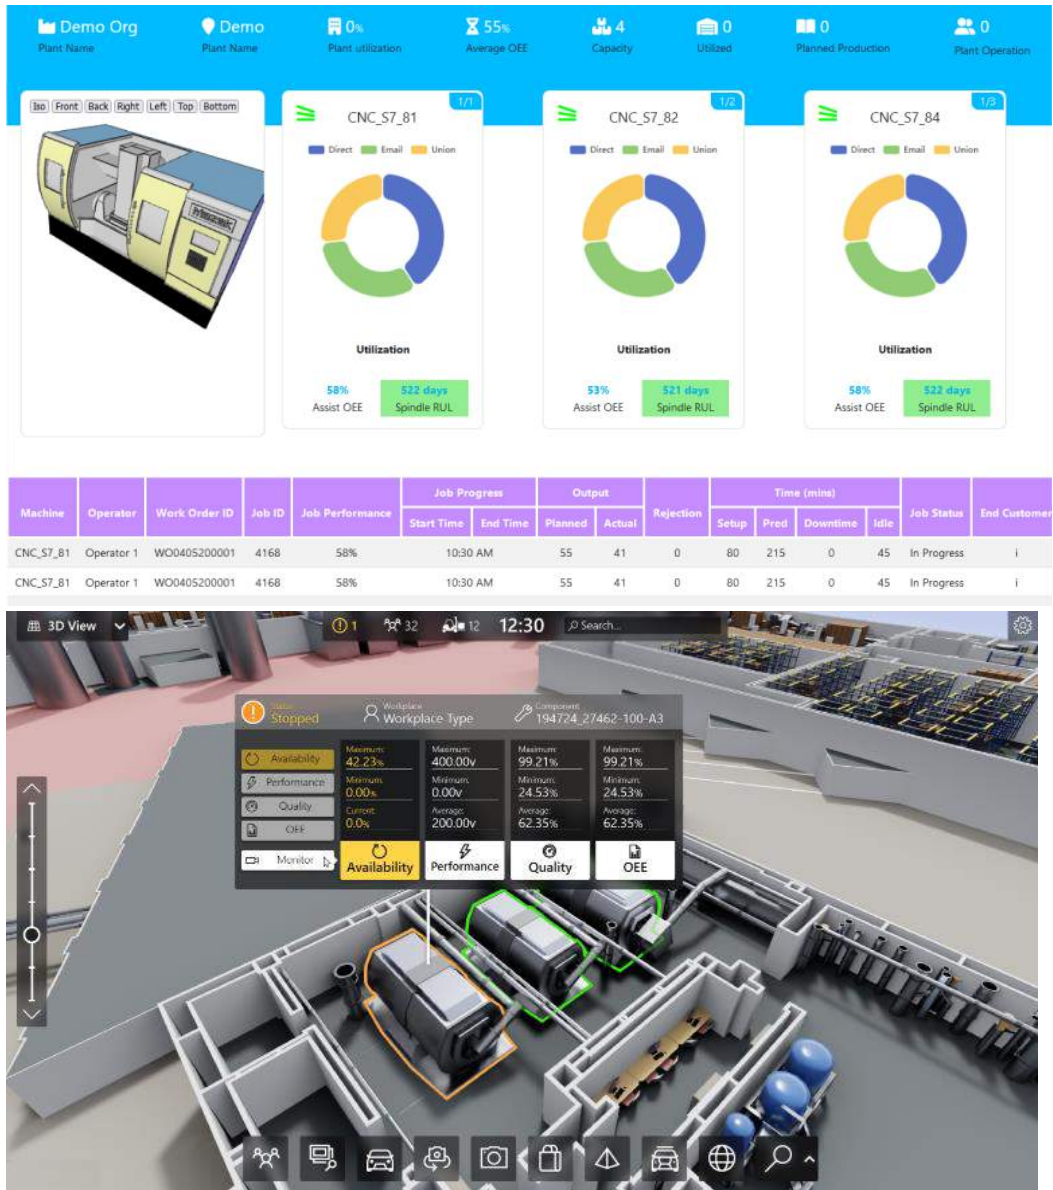 Demo Org Demo 0% 55% 4 0 0 0
Plant Name Plant Name Plant utilization Average OEE Capacity Utilized Planned Production Plant Operation
Iso Front Back Right Left Top Bottom
Mazak
1/1
CNC_S7_81
Direct Email Union
Utilization
58% 522 days
Assist OEE Spindle RUL
1/2
CNC_S7_82
Direct Email Union
Utilization
53% 521 days
Assist OEE Spindle RUL
1/3
CNC_S7_84
Direct Email Union
Utilization
58% 522 days
Assist OEE Spindle RUL
Machine Operator Work Order ID Job ID Job Performance Job Progress Output Rejection Time (mins) Job Status End Customer
Start Time End Time Planned Actual Setup Pred Downtime Idle
CNC_S7_81 Operator 1 WO0405200001 4168 58% 10:30 AM 55 41 0 80 215 0 45 In Progress i
CNC_S7_81 Operator 1 WO0405200001 4168 58% 10:30 AM 55 41 0 80 215 0 45 In Progress i
3D View 1 32 12 12:30 Search...
Status Workplace Component
Stopped Workplace Type 194724_27462-100-A3
Availability
Performance
Quality
OEE
Monitor
Maximum: Maximum: Maximum: Maximum:
42.23% 400.00v 99.21% 99.21%
Minimum: Minimum: Minimum: Minimum:
0.00% 0.00v 24.53% 24.53%
Current: Average: Average: Average:
0.0% 200.00v 62.35% 62.35%
Availability Performance Quality OEE